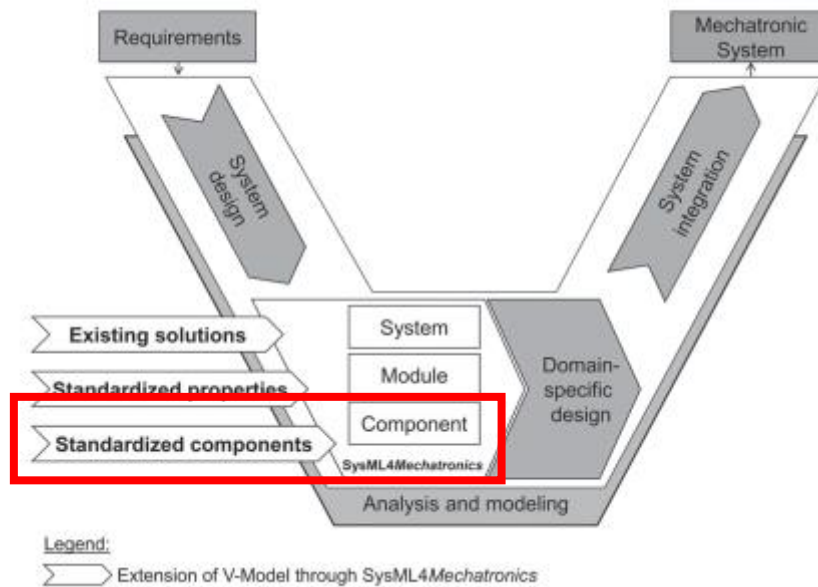 Requirements
Mechatronic
System
System
design
System
integration
Existing solutions
Standardized properties
Standardized components
System
Module
Component
SysML4Mechatronics
Domain-
specific
design
Analysis and modeling
Legend:
Extension of V-Model through SysML4Mechatronics